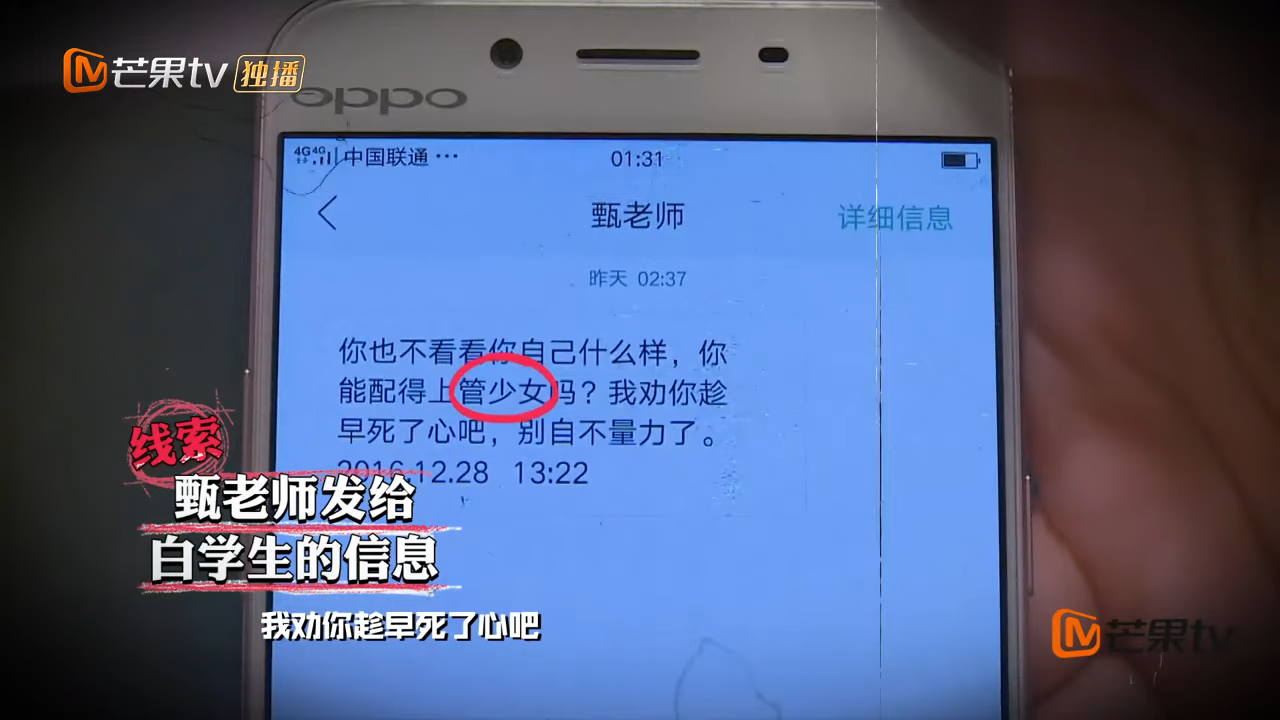 芒果TV 独播
oppo
4G 4G 中国联通 ··· 01:31
甄老师 详细信息
昨天 02:37
你也不看看你自己什么样，你
能配得上管少女吗？我劝你趁
早死了心吧，别自不量力了。
2016.12.28 13:22
线索
甄老师发给
白学生的信息
我劝你趁早死了心吧
芒果TV